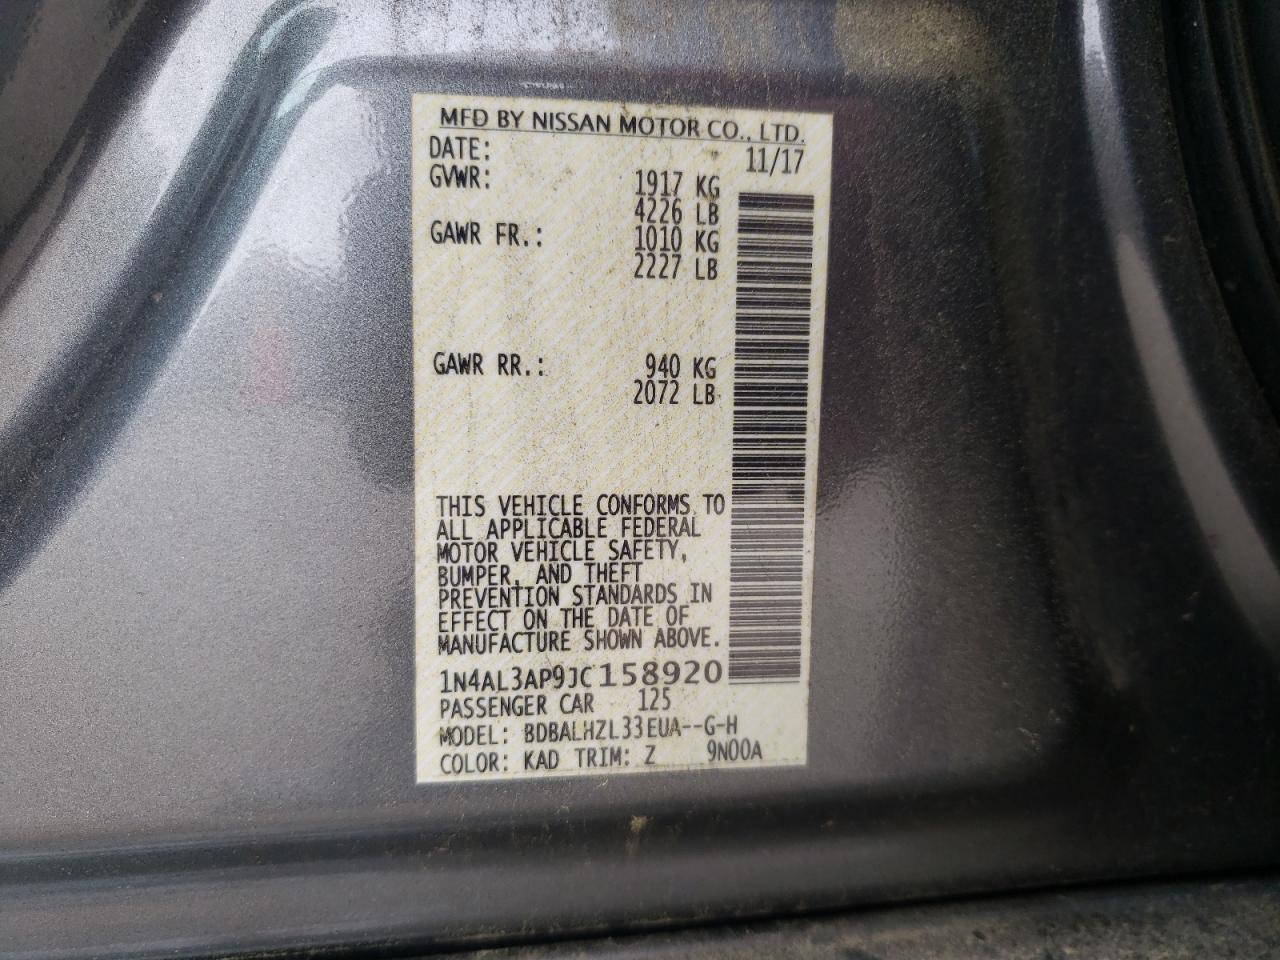 MFD BY NISSAN MOTOR CO., LTD.
DATE: 11/17
GVWR: 1917 KG
4226 LB
GAWR FR.: 1010 KG
2227 LB
GAWR RR.: 940 KG
2072 LB
THIS VEHICLE CONFORMS TO
ALL APPLICABLE FEDERAL
MOTOR VEHICLE SAFETY,
BUMPER, AND THEFT
PREVENTION STANDARDS IN
EFFECT ON THE DATE OF
MANUFACTURE SHOWN ABOVE.
1N4AL3AP9JC158920
PASSENGER CAR 125
MODEL: BDBALHZL33EUA--G-H
COLOR: KAD TRIM: Z 9N00A